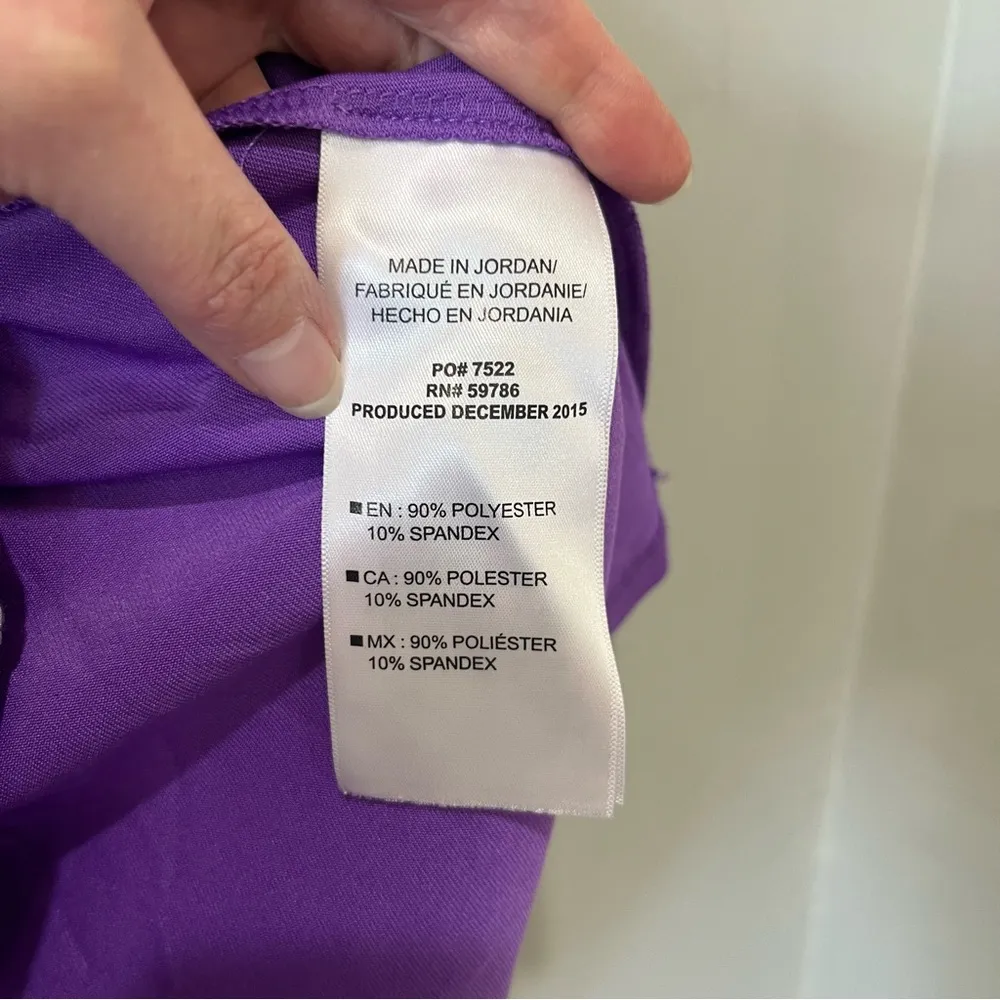 MADE IN JORDAN/
FABRIQUÉ EN JORDANIE/
HECHO EN JORDANIA
PO# 7522
RN# 59786
PRODUCED DECEMBER 2015
■ EN : 90% POLYESTER
10% SPANDEX
■ CA : 90% POLESTER
10% SPANDEX
■ MX : 90% POLIÉSTER
10% SPANDEX